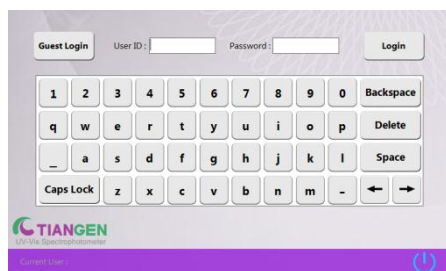 Guest Login User ID : Password : Login
1 2 3 4 5 6 7 8 9 0 Backspace
q w e r t y u i o p Delete
_ a s d f g h j k l Space
Caps Lock z x c v b n m - ← →
TIANGEN
UV-Vis Spectrophotometer
Current User :